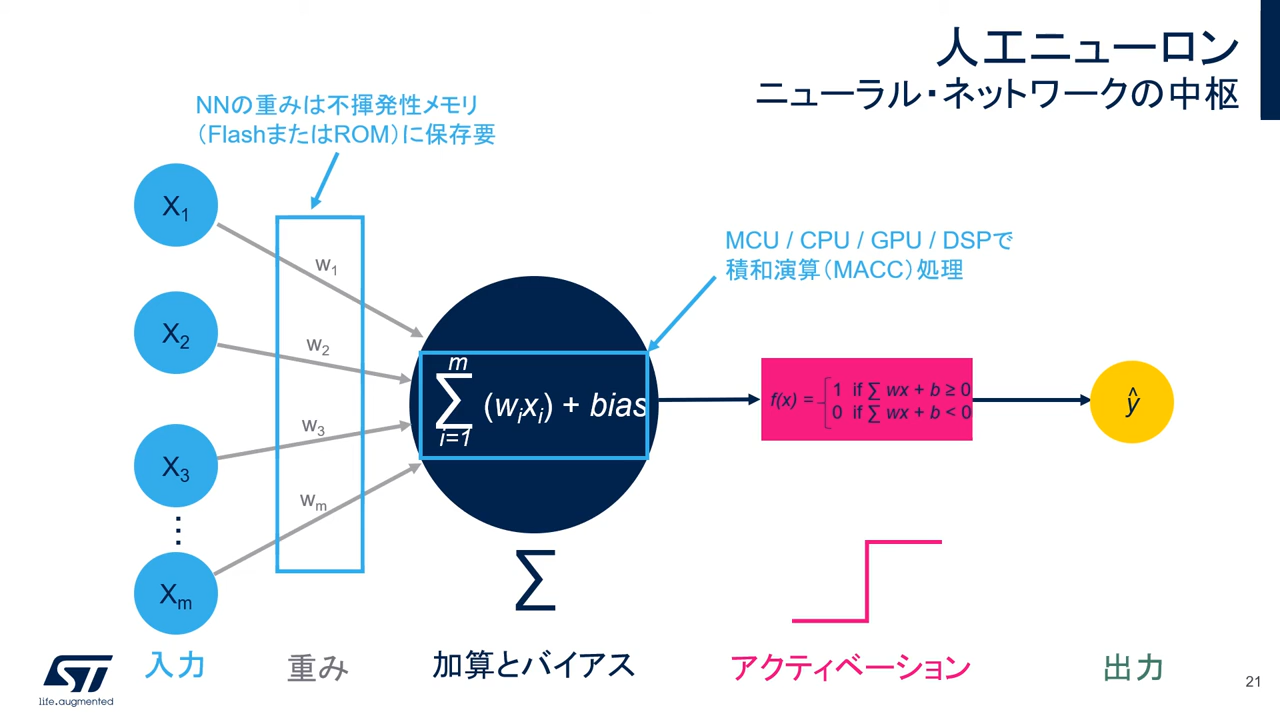 人工ニューロン
ニューラル・ネットワークの中枢
NNの重みは不揮発性メモリ
（FlashまたはROM）に保存要
MCU / CPU / GPU / DSPで
積和演算（MACC）処理
X1
X2
X3
⋮
Xm
w1
w2
w3
wm
m
∑ (wixi) + bias
i=1
f(x) =
1 if ∑ wx + b ≥ 0
0 if ∑ wx + b < 0
ŷ
∑
入力
重み
加算とバイアス
アクティベーション
出力
ST
life.augmented
21